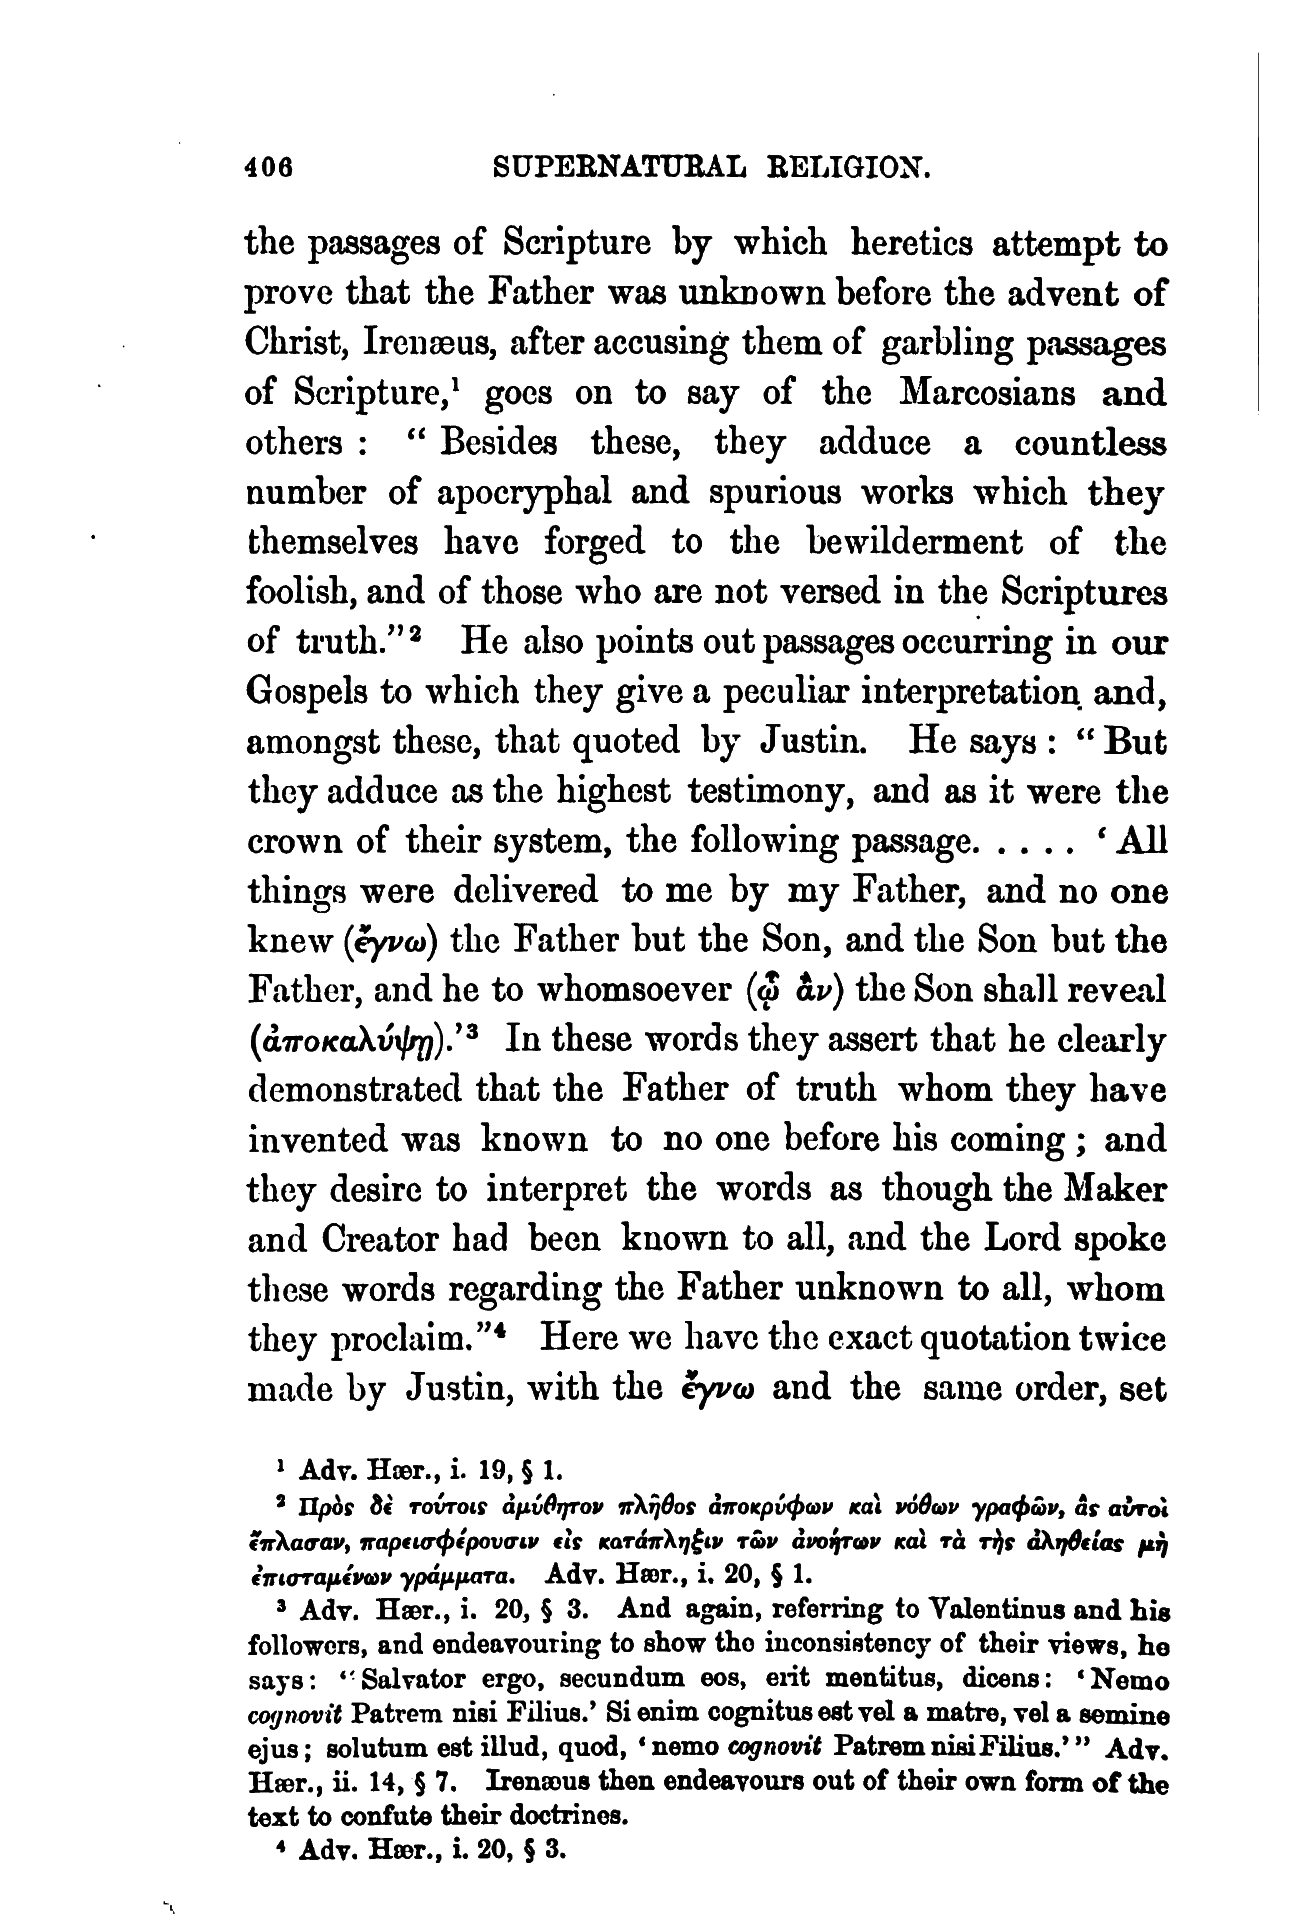 406 SUPERNATURAL RELIGION.
the passages of Scripture by which heretics attempt to
prove that the Father was unknown before the advent of
Christ, Irenæus, after accusing them of garbling passages
of Scripture,¹ goes on to say of the Marcosians and
others : “ Besides these, they adduce a countless
number of apocryphal and spurious works which they
themselves have forged to the bewilderment of the
foolish, and of those who are not versed in the Scriptures
of truth.”² He also points out passages occurring in our
Gospels to which they give a peculiar interpretation and,
amongst these, that quoted by Justin. He says : “ But
they adduce as the highest testimony, and as it were the
crown of their system, the following passage. . . . . ‘ All
things were delivered to me by my Father, and no one
knew (ἔγνω) the Father but the Son, and the Son but the
Father, and he to whomsoever (ᾧ ἂν) the Son shall reveal
(ἀποκαλύψῃ).’³ In these words they assert that he clearly
demonstrated that the Father of truth whom they have
invented was known to no one before his coming ; and
they desire to interpret the words as though the Maker
and Creator had been known to all, and the Lord spoke
these words regarding the Father unknown to all, whom
they proclaim.”⁴ Here we have the exact quotation twice
made by Justin, with the ἔγνω and the same order, set
¹ Adv. Hær., i. 19, § 1.
² Πρὸς δὲ τούτοις ἀμύθητον πλῆθος ἀποκρύφων καὶ νόθων γραφῶν, ἃς αὐτοὶ
ἔπλασαν, παρεισφέρουσιν εἰς κατάπληξιν τῶν ἀνοήτων καὶ τὰ τῆς ἀληθείας μὴ
ἐπισταμένων γράμματα. Adv. Hær., i. 20, § 1.
³ Adv. Hær., i. 20, § 3. And again, referring to Valentinus and his
followers, and endeavouring to show the inconsistency of their views, he
says : “ Salvator ergo, secundum eos, erit mentitus, dicens : ‘ Nemo
cognovit Patrem nisi Filius.’ Si enim cognitus est vel a matre, vel a semine
ejus ; solutum est illud, quod, ‘ nemo cognovit Patrem nisi Filius.’ ” Adv.
Hær., ii. 14, § 7. Irenæus then endeavours out of their own form of the
text to confute their doctrines.
⁴ Adv. Hær., i. 20, § 3.